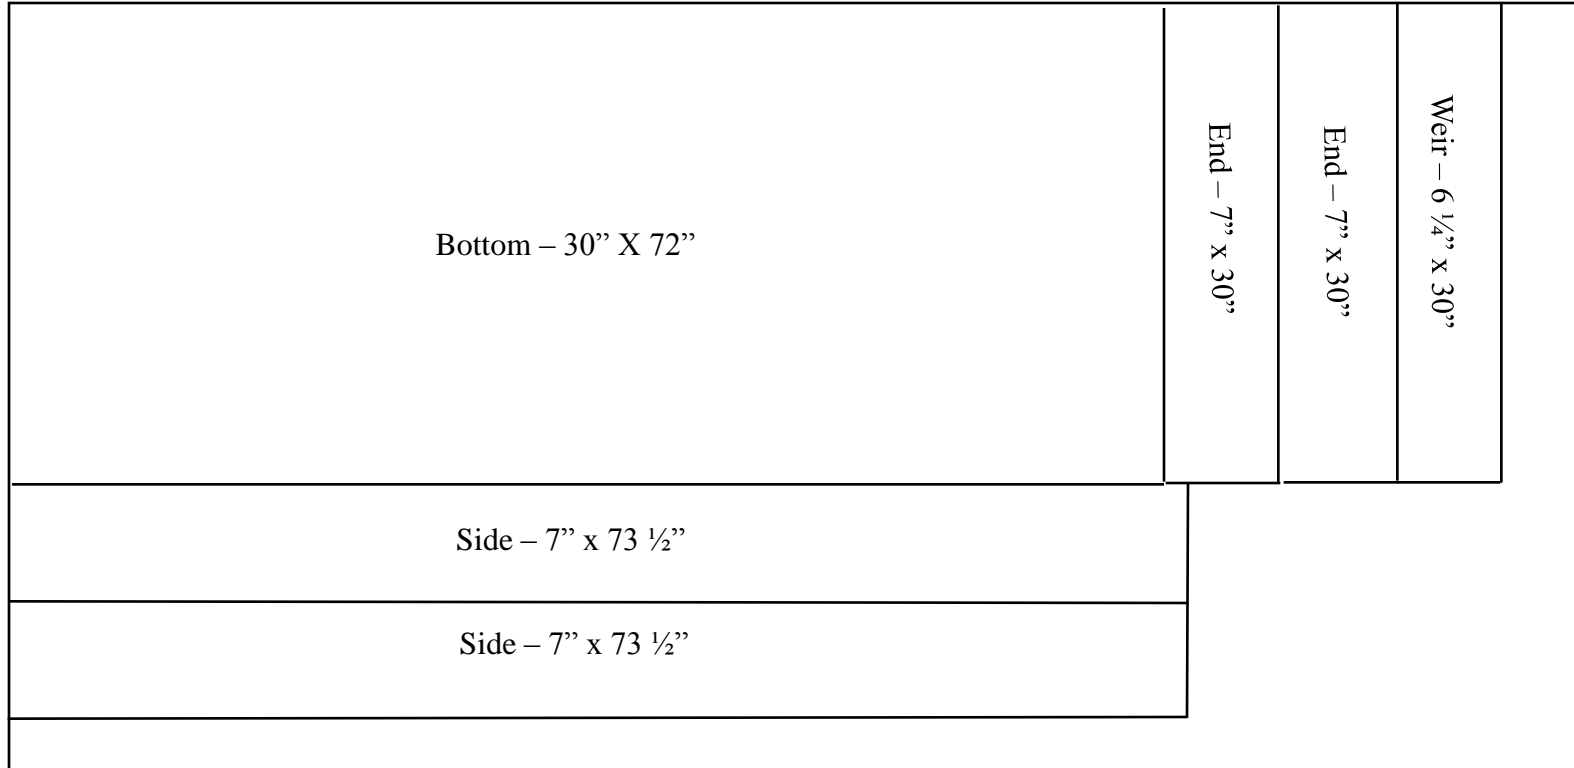 Bottom – 30” X 72”
End – 7” x 30”
End – 7” x 30”
Weir – 6 ¼” x 30”
Side – 7” x 73 ½”
Side – 7” x 73 ½”